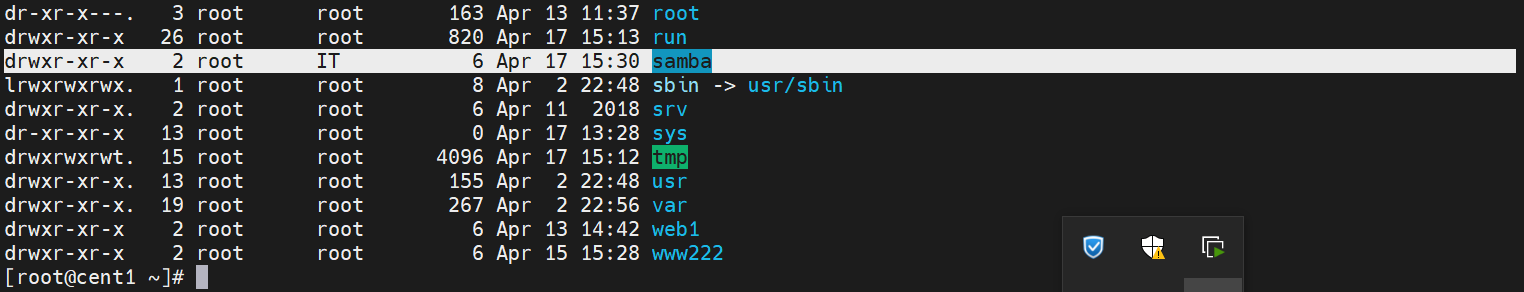 dr-xr-x---.  3 root      root       163 Apr 13 11:37 root
drwxr-xr-x  26 root      root       820 Apr 17 15:13 run
drwxr-xr-x   2 root      IT           6 Apr 17 15:30 samba
lrwxrwxrwx.  1 root      root         8 Apr  2 22:48 sbin -> usr/sbin
drwxr-xr-x.  2 root      root         6 Apr 11  2018 srv
dr-xr-xr-x  13 root      root         0 Apr 17 13:28 sys
drwxrwxrwt. 15 root      root      4096 Apr 17 15:12 tmp
drwxr-xr-x. 13 root      root       155 Apr  2 22:48 usr
drwxr-xr-x. 19 root      root       267 Apr  2 22:56 var
drwxr-xr-x   2 root      root         6 Apr 13 14:42 web1
drwxr-xr-x   2 root      root         6 Apr 15 15:28 www222
[root@cent1 ~]#